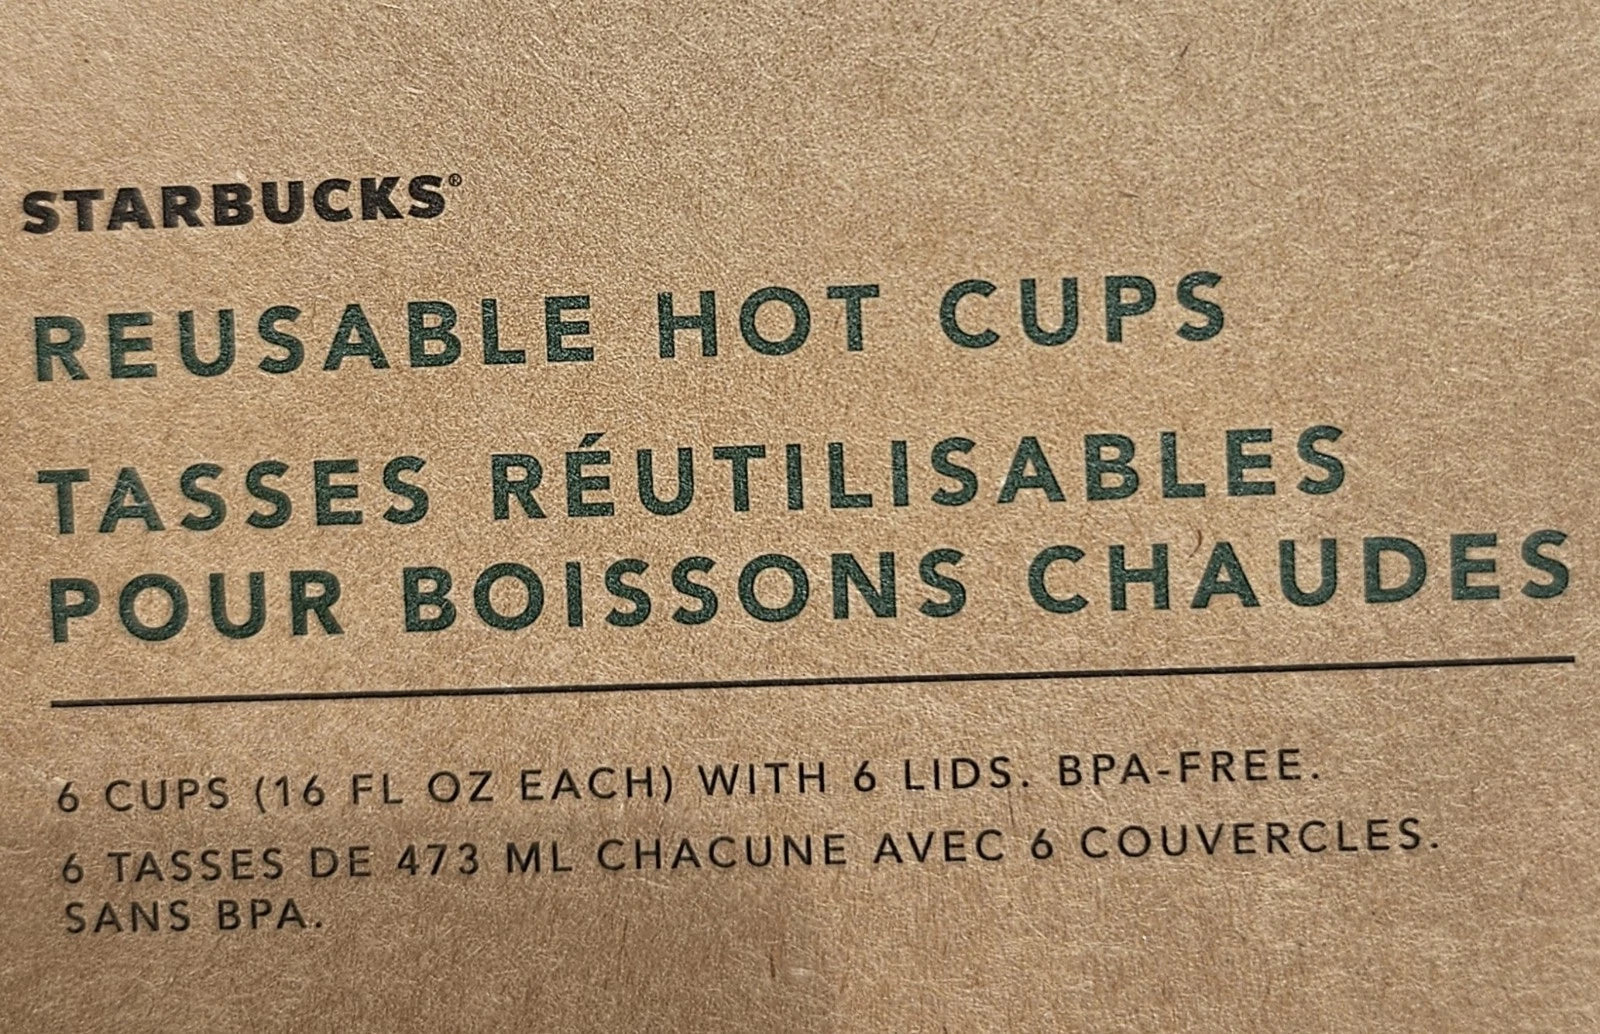 STARBUCKS®
REUSABLE HOT CUPS
TASSES RÉUTILISABLES
POUR BOISSONS CHAUDES
6 CUPS (16 FL OZ EACH) WITH 6 LIDS. BPA-FREE.
6 TASSES DE 473 ML CHACUNE AVEC 6 COUVERCLES.
SANS BPA.